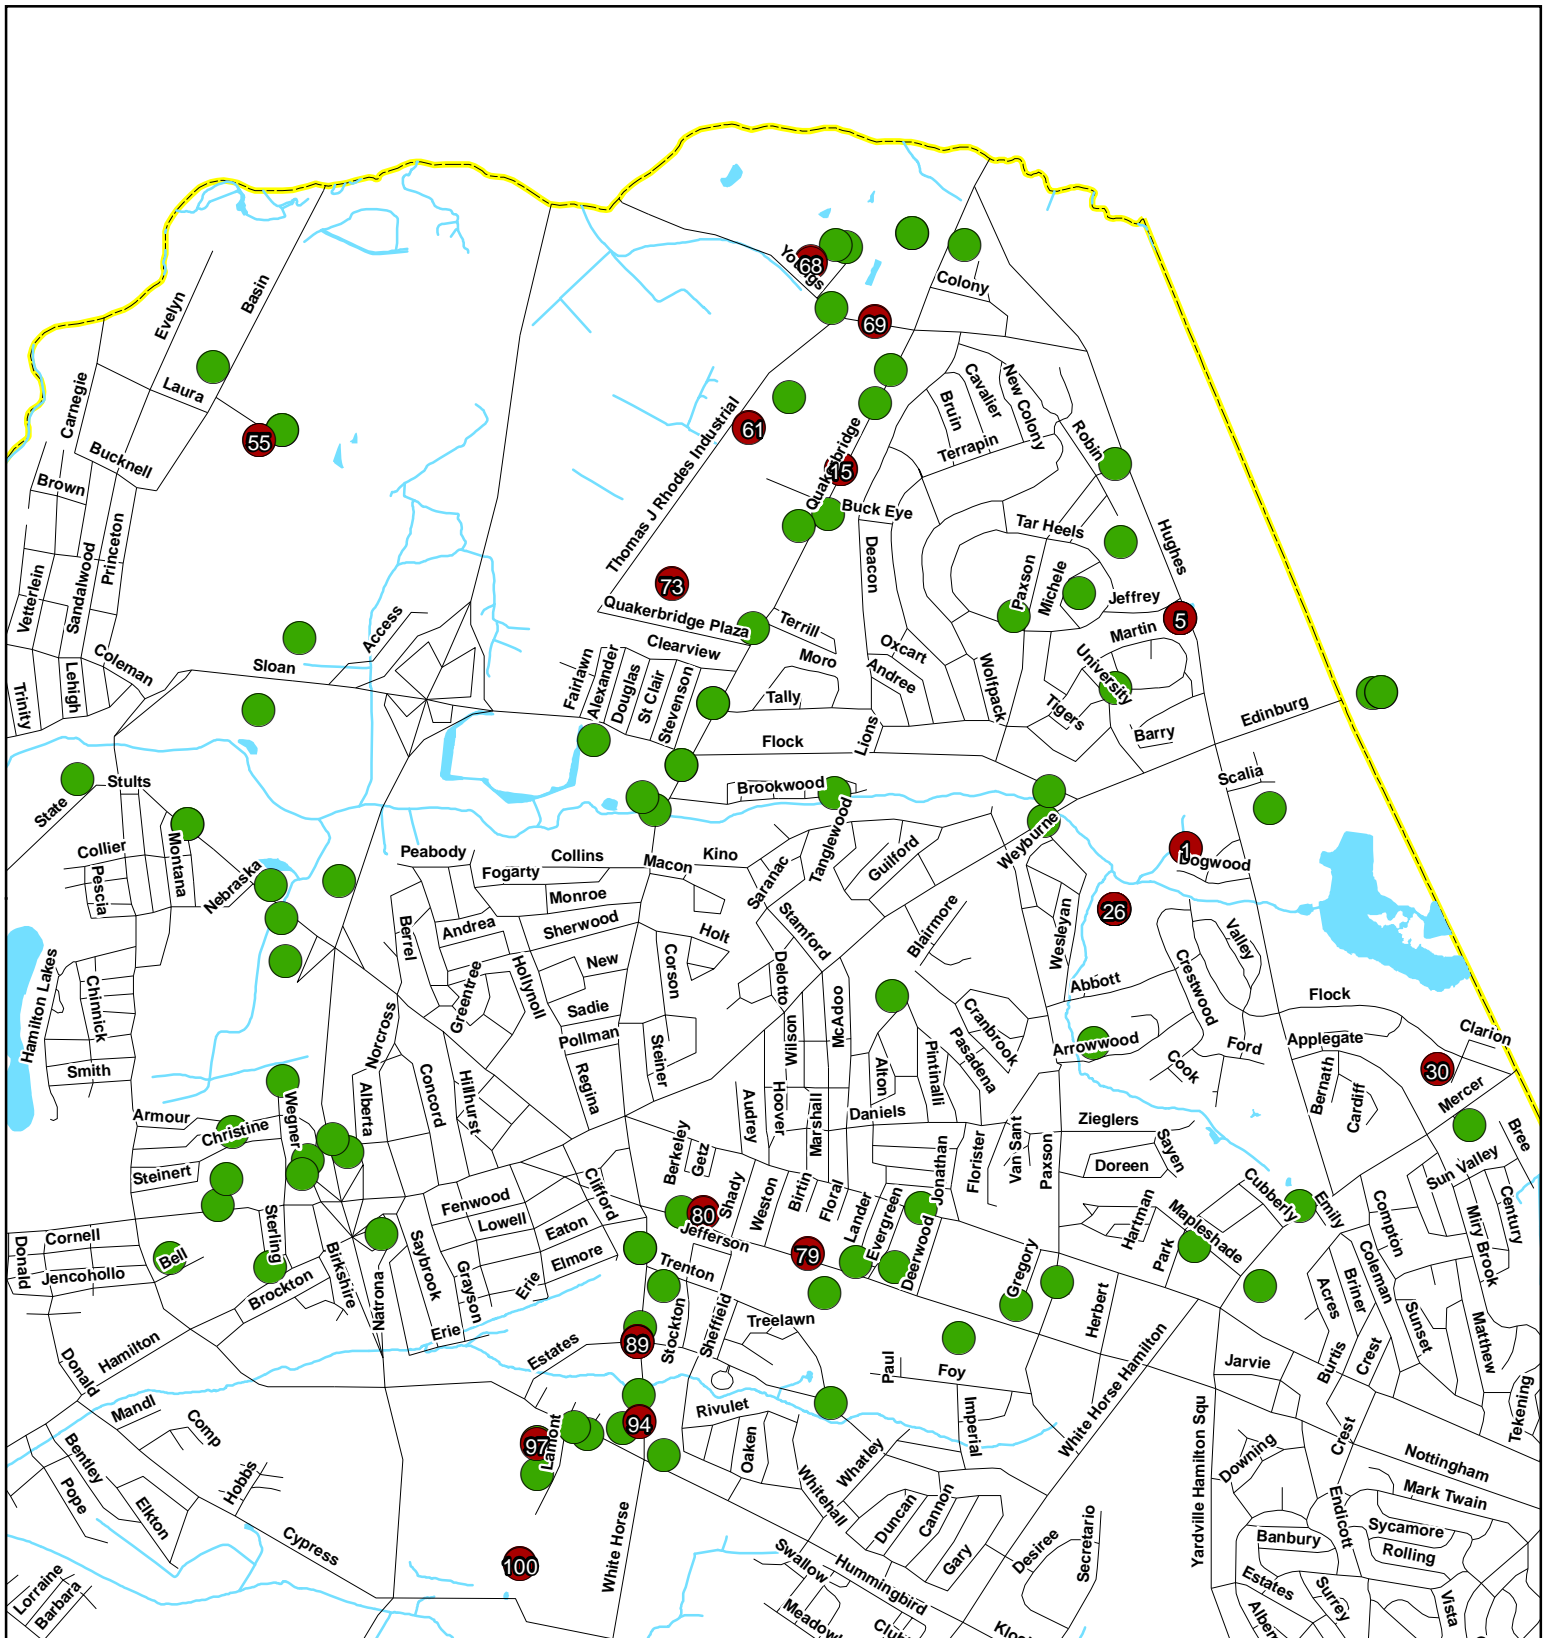 Youngs
68
Colony
69
Evelyn
Basin
Laura
Carnegie
55
Bucknell
Brown
Thomas J Rhodes Industrial
61
Quakerbridge
15
Buck Eye
Bruin
Cavalier
New Colony
Terrapin
Robin
Tar Heels
Hughes
Vetterlein
Sandalwood
Princeton
Deacon
Paxson
Michele
Jeffrey
5
Martin
73
Quakerbridge Plaza
Terrill
Clearview
Moro
Oxcart
Andree
Access
Sloan
Coleman
Lehigh
Trinity
Fairlawn
Alexander
Douglas
St Clair
Stevenson
Tally
Lions
Wolfpack
University
Tigers
Barry
Edinburg
Flock
Scalia
State
Stults
Brookwood
Tanglewood
Weyburne
1
Dogwood
Collier
Pescia
Montana
Nebraska
Peabody
Collins
Fogarty
Macon
Kino
Monroe
Saranac
Guilford
26
Berrel
Andrea
Sherwood
Holt
Stamford
Blairmore
Wesleyan
Valley
Crestwood
Hamilton Lakes
Chinnick
Greentree
Hollynoll
New
Corson
Delotto
Abbott
Flock
Sadie
Pollman
Wilson
McAdoo
Cranbrook
Clarion
Norcross
Steiner
Pasadena
Arrowwood
Ford
Applegate
Smith
Regina
Alton
Pintinalli
Cook
Bernath
Cardiff
30
Mercer
Wegner
Alberta
Concord
Hillhurst
Audrey
Hoover
Marshall
Daniels
Zieglers
Armour
Christine
Steinert
Berkeley
Getz
Florister
Van Sant
Paxson
Sayen
Doreen
Bree
Sun Valley
Fenwood
Clifford
Shady
Weston
Birtin
Floral
Lander
Evergreen
Jonathan
Cubberly
Emily
Compton
Century
Miry Brook
80
Jefferson
Lowell
Eaton
Elmore
Sterling
Cornell
Bell
Donald
Jencohollo
Brockton
Birkshire
Natrona
Saybrook
Grayson
Erie
Trenton
79
Deerwood
Gregory
Hartman
Park
Mapleshade
Coleman
Briner
Acres
Herbert
Stockton
Sheffield
Treelawn
Sunset
Matthew
Erie
Estates
89
Hamilton
Donald
Paul
Foy
White Horse Hamilton
Jarvie
Burtis
Crest
Mandl
Comp
94
Rivulet
Imperial
Tekening
97
Lamont
Oaken
Whatley
Yardville Hamilton Squ
Crest
Bentley
Pope
Hobbs
Downing
Nottingham
Elkton
Whitehall
Duncan
Cannon
Mark Twain
Endicott
Sycamore
Cypress
White Horse
Gary
Desiree
Secretario
Banbury
Rolling
100
Swallow
Hummingbird
Lorraine
Barbara
Estates
Surrey
Vista
Meadow
Club
Kloc
Alben